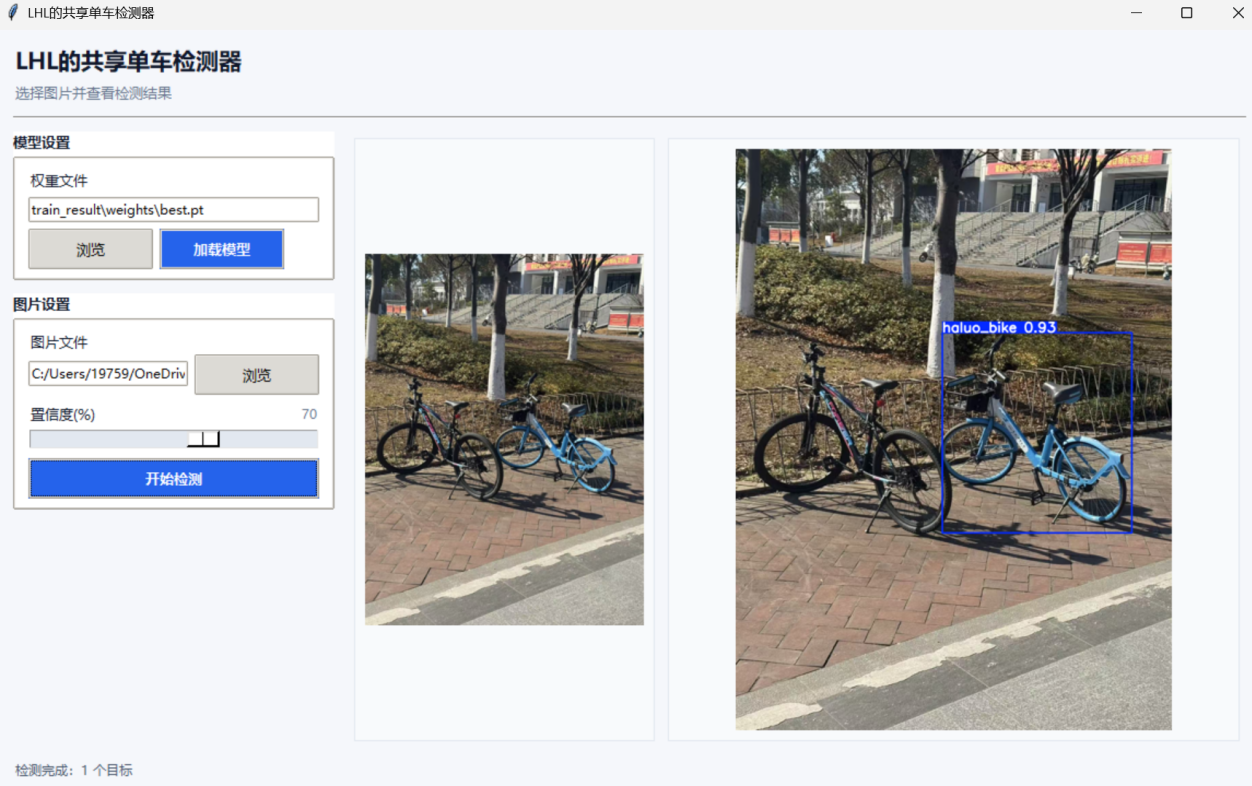 LHL的共享单车检测器
LHL的共享单车检测器
选择图片并查看检测结果
模型设置
权重文件
train_result\weights\best.pt
浏览
加载模型
图片设置
图片文件
C:/Users/19759/OneDriv
浏览
置信度(%)
70
开始检测
haluo_bike 0.93
检测完成：1 个目标